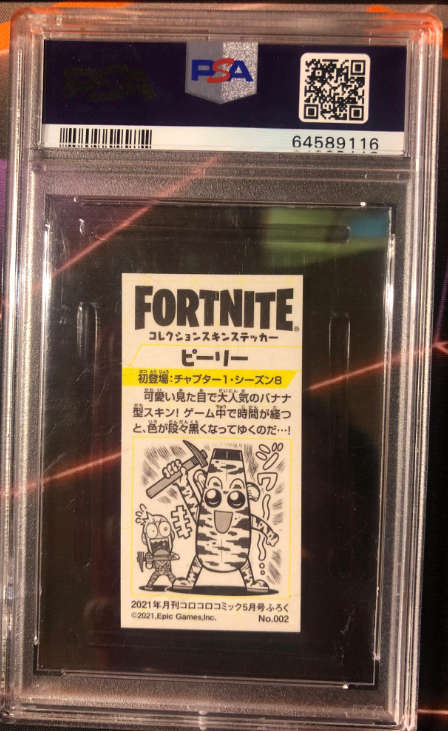 PSA
64589116
FORTNITE®
コレクションスキンステッカー
ピーリー
初登場:チャプター1・シーズン8
可愛い見た目で大人気のバナナ
型スキン!ゲーム中で時間が経つ
と、色が段々黒くなってゆくのだ…!
ジワ〜〜…
2021年月刊コロコロコミック5月号ふろく
©2021,Epic Games,Inc.
No.002